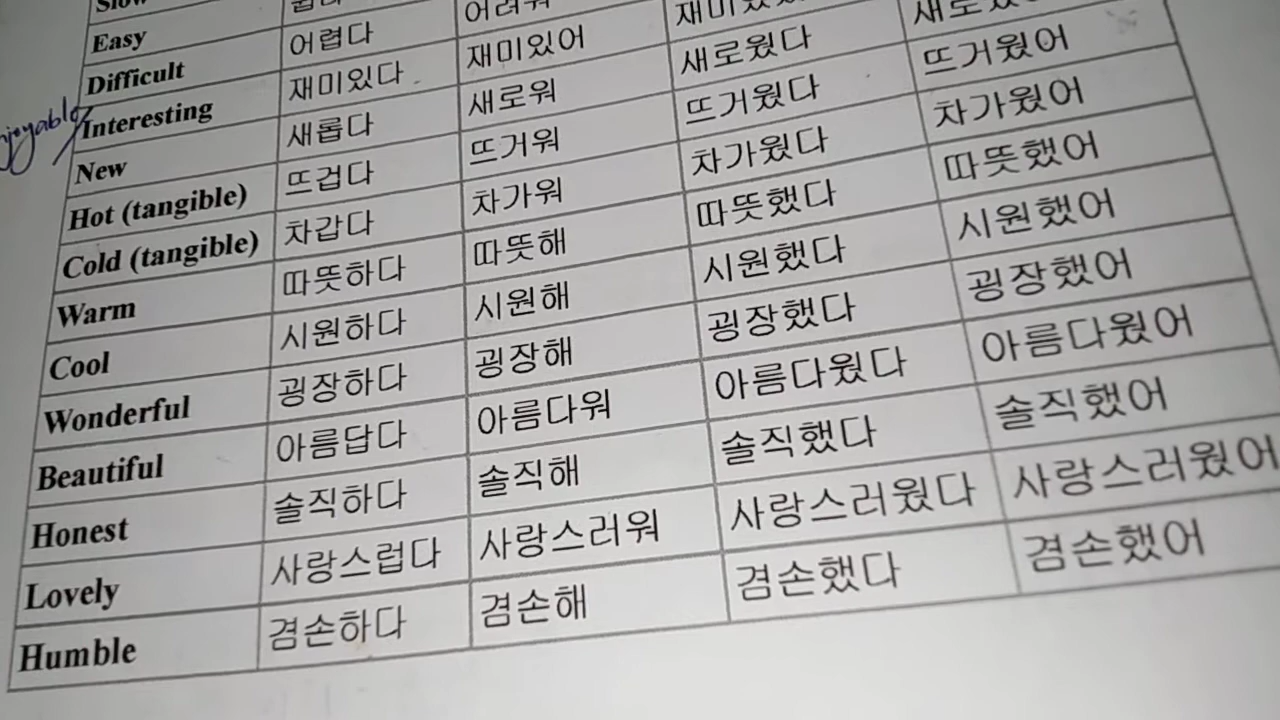 Slow
Easy
Difficult 어렵다 어려워
Interesting 재미있다 재미있어
New 새롭다 새로워 새로웠다
Hot (tangible) 뜨겁다 뜨거워 뜨거웠다 뜨거웠어
Cold (tangible) 차갑다 차가워 차가웠다 차가웠어
Warm 따뜻하다 따뜻해 따뜻했다 따뜻했어
Cool 시원하다 시원해 시원했다 시원했어
Wonderful 굉장하다 굉장해 굉장했다 굉장했어
Beautiful 아름답다 아름다워 아름다웠다 아름다웠어
Honest 솔직하다 솔직해 솔직했다 솔직했어
Lovely 사랑스럽다 사랑스러워 사랑스러웠다 사랑스러웠어
Humble 겸손하다 겸손해 겸손했다 겸손했어